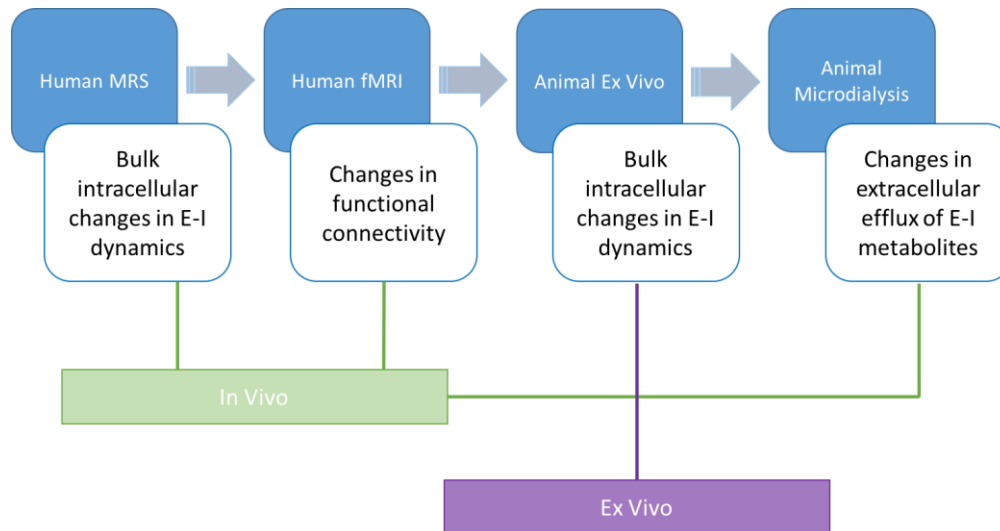 Human MRS
Human fMRI
Animal Ex Vivo
Animal
Microdialysis
Bulk
intracellular
changes in E-I
dynamics
Changes in
functional
connectivity
Bulk
intracellular
changes in E-I
dynamics
Changes in
extracellular
efflux of E-I
metabolites
In Vivo
Ex Vivo